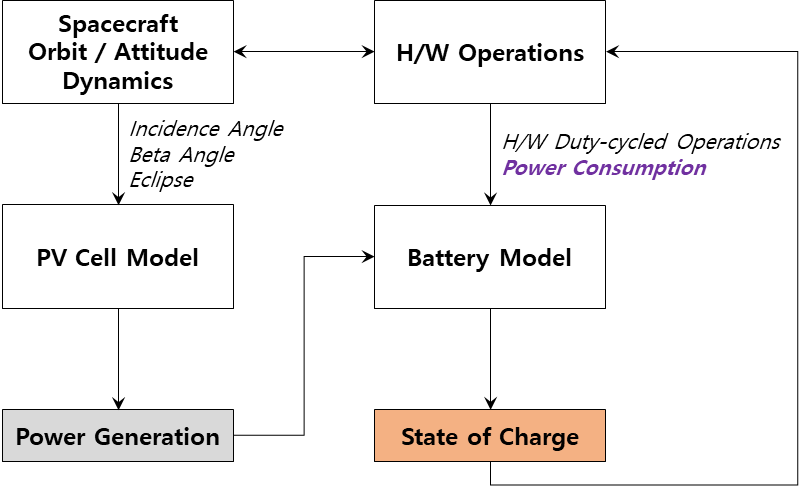 Spacecraft
Orbit / Attitude
Dynamics
H/W Operations
Incidence Angle
Beta Angle
Eclipse
H/W Duty-cycled Operations
Power Consumption
PV Cell Model
Battery Model
Power Generation
State of Charge